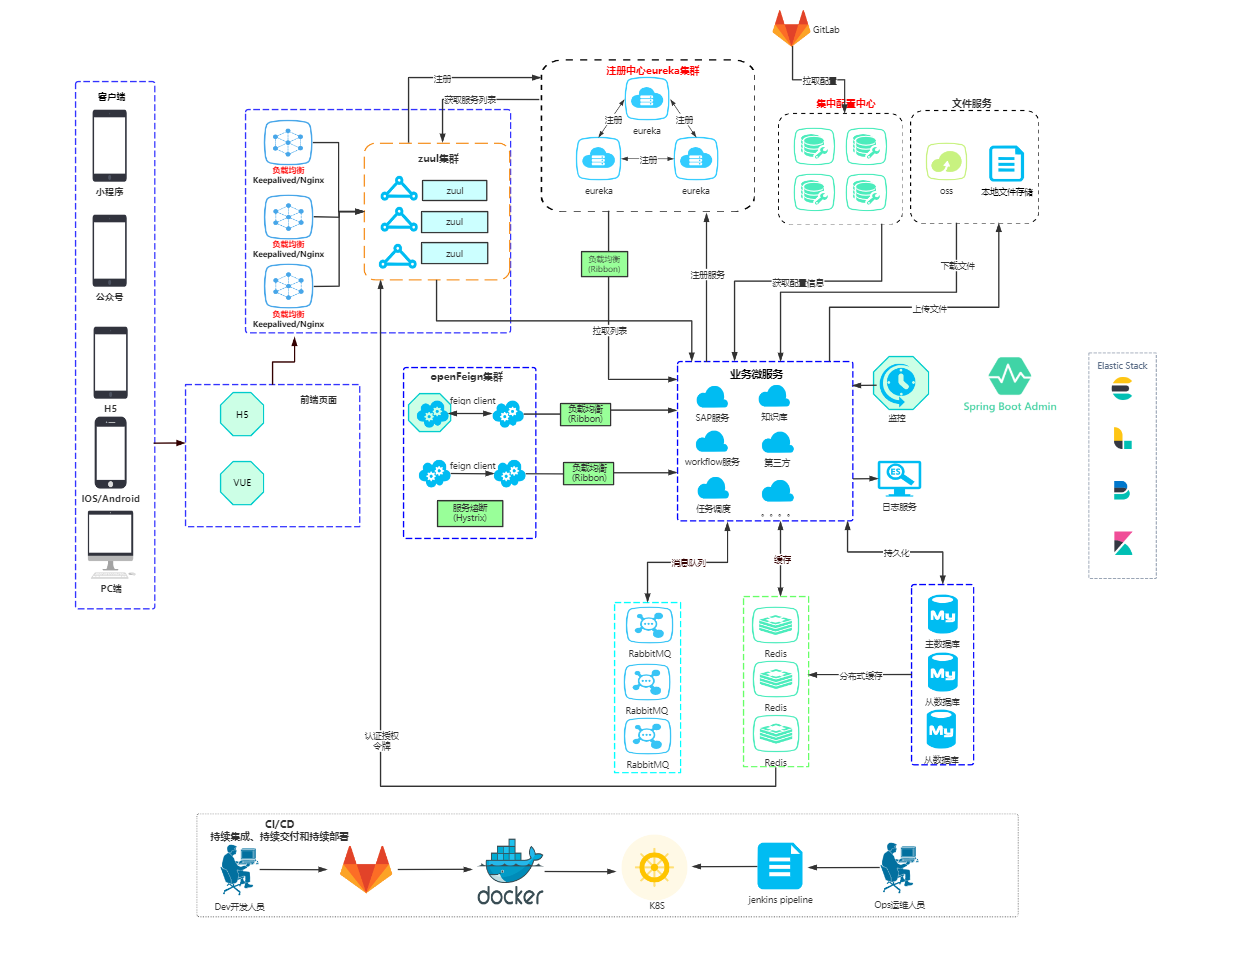 GitLab
拉取配置
客户端
小程序
公众号
H5
IOS/Android
PC端
负载均衡
Keepalived/Nginx
负载均衡
Keepalived/Nginx
负载均衡
Keepalived/Nginx
注册
获取服务列表
zuul集群
zuul
zuul
zuul
注册中心eureka集群
eureka
注册
注册
注册
eureka
eureka
集中配置中心
文件服务
oss
本地文件存储
负载均衡
(Ribbon)
注册服务
获取配置信息
下载文件
上传文件
拉取列表
前端页面
H5
VUE
openFeign集群
feign client
feign client
服务熔断
(Hystrix)
负载均衡
(Ribbon)
负载均衡
(Ribbon)
业务微服务
SAP服务
知识库
workflow服务
第三方
任务调度
。。。。
监控
ES
日志服务
Spring Boot Admin
Elastic Stack
消息队列
缓存
持久化
RabbitMQ
RabbitMQ
RabbitMQ
Redis
Redis
Redis
分布式缓存
My
主数据库
My
从数据库
My
从数据库
认证授权
令牌
CI/CD
持续集成、持续交付和持续部署
Dev开发人员
docker
K8S
jenkins pipeline
Ops运维人员